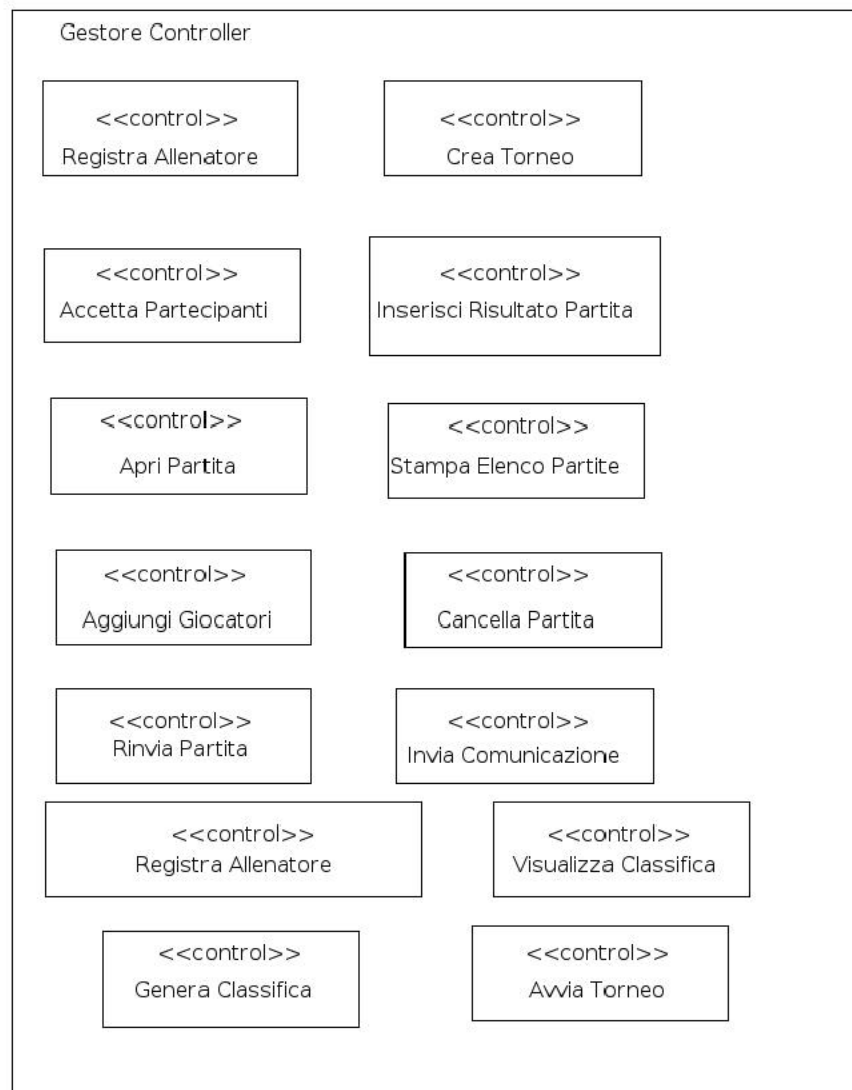 Gestore Controller
<<control>>
Registra Allenatore
<<control>>
Crea Torneo
<<control>>
Accetta Partecipanti
<<control>>
Inserisci Risultato Partita
<<control>>
Apri Partita
<<control>>
Stampa Elenco Partite
<<control>>
Aggiungi Giocatori
<<control>>
Cancella Partita
<<control>>
Rinvia Partita
<<control>>
Invia Comunicazione
<<control>>
Registra Allenatore
<<control>>
Visualizza Classifica
<<control>>
Genera Classifica
<<control>>
Avvia Torneo